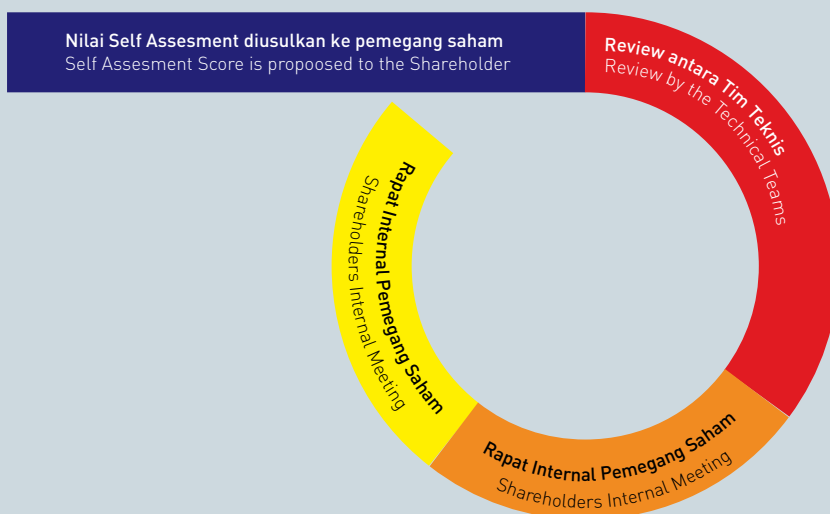 Nilai Self Assesment diusulkan ke pemegang saham
Self Assesment Score is propoosed to the Shareholder
Review antara Tim Teknis
Review by the Technical Teams
Rapat Internal Pemegang Saham
Shareholders Internal Meeting
Rapat Internal Pemegang Saham
Shareholders Internal Meeting